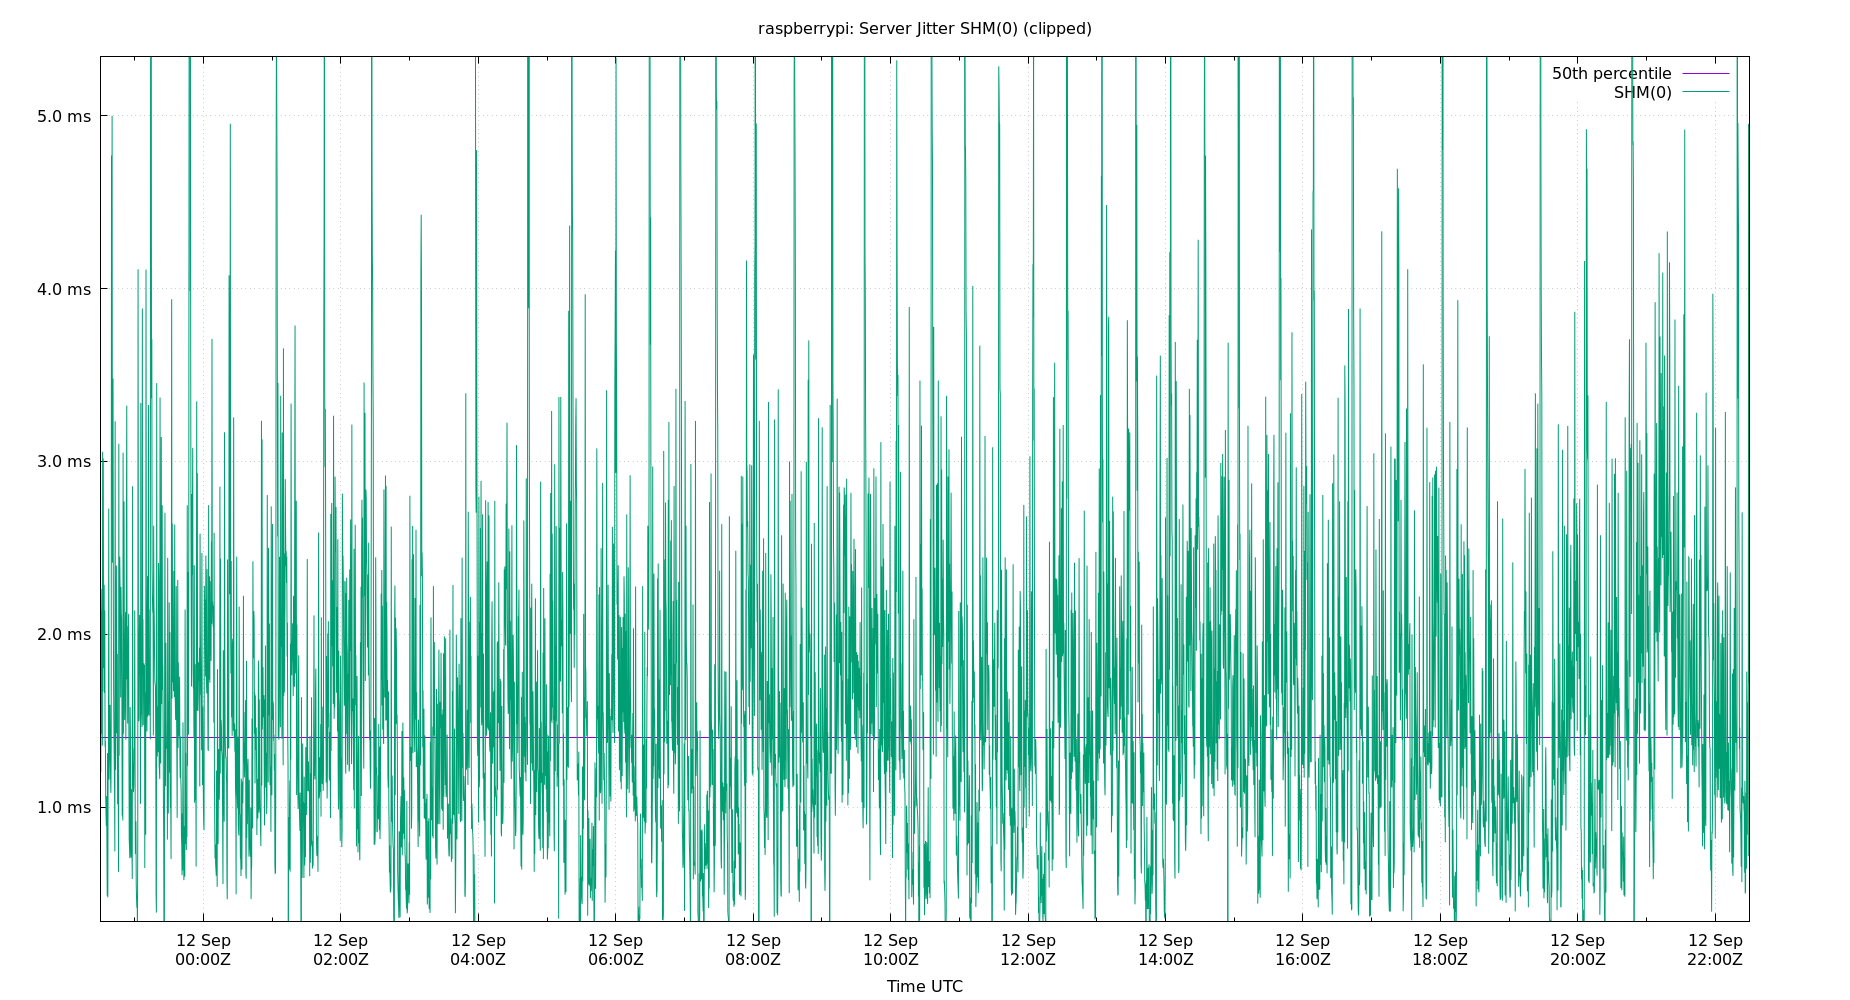 raspberrypi: Server Jitter SHM(0) (clipped)
50th percentile
SHM(0)
5.0 ms
4.0 ms
3.0 ms
2.0 ms
1.0 ms
12 Sep 12 Sep 12 Sep 12 Sep 12 Sep 12 Sep 12 Sep 12 Sep 12 Sep 12 Sep 12 Sep 12 Sep
00:00Z 02:00Z 04:00Z 06:00Z 08:00Z 10:00Z 12:00Z 14:00Z 16:00Z 18:00Z 20:00Z 22:00Z
Time UTC